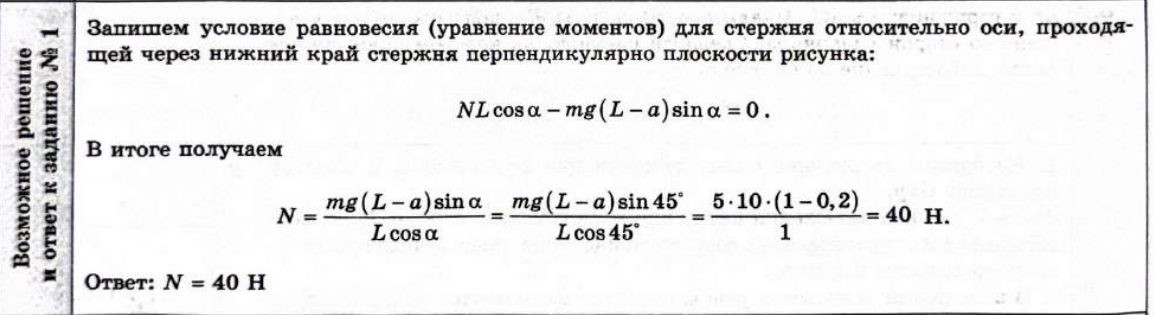 Возможное решение
и ответ к заданию № 1
Запишем условие равновесия (уравнение моментов) для стержня относительно оси, проходя-
щей через нижний край стержня перпендикулярно плоскости рисунка:
NL cos α − mg(L − a) sin α = 0.
В итоге получаем
N = mg(L − a) sin α / L cos α = mg(L − a) sin 45° / L cos 45° = 5·10·(1 − 0,2) / 1 = 40 Н.
Ответ: N = 40 Н